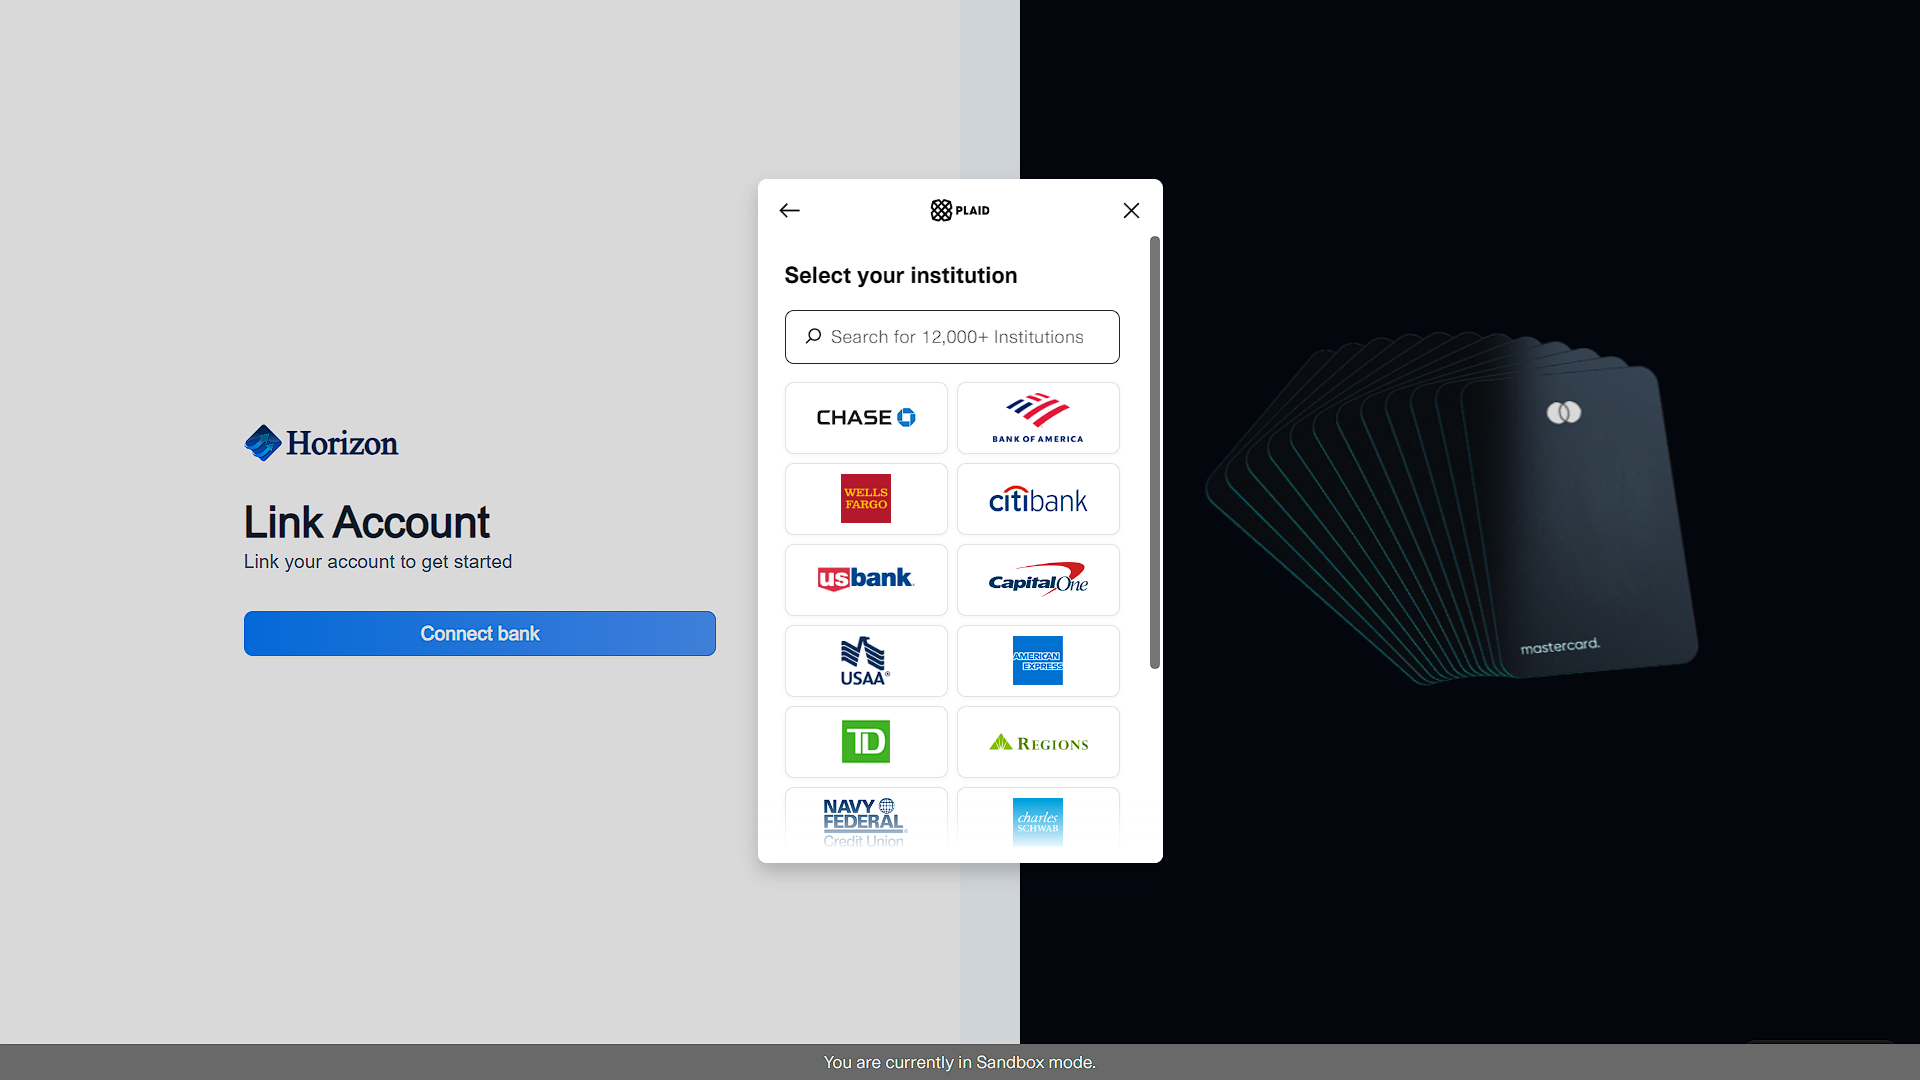 PLAID
Select your institution
Search for 12,000+ Institutions
CHASE
BANK OF AMERICA
WELLS
FARGO
citibank
usbank
Capital One
USAA
AMERICAN
EXPRESS
TD
REGIONS
NAVY
FEDERAL
Credit Union
charles
SCHWAB
Horizon
Link Account
Link your account to get started
Connect bank
mastercard.
You are currently in Sandbox mode.